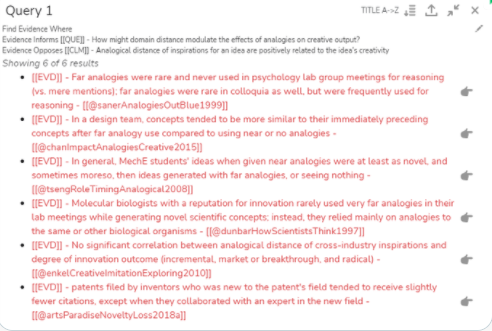 Query 1
TITLE A->Z
Find Evidence Where
Evidence Informs [[QUE]] - How might domain distance modulate the effects of analogies on creative output?
Evidence Opposes [[CLM]] - Analogical distance of inspirations for an idea are positively related to the idea's creativity
Showing 6 of 6 results
[[EVD]] - Far analogies were rare and never used in psychology lab group meetings for reasoning
(vs. mere mentions); far analogies were rare in colloquia as well, but were frequently used for
reasoning - [[@sanerAnalogiesOutBlue1999]]
[[EVD]] - In a design team, concepts tended to be more similar to their immediately preceding
concepts after far analogy use compared to using near or no analogies -
[[@chanImpactAnalogiesCreative2015]]
[[EVD]] - In general, MechE students' ideas when given near analogies were at least as novel, and
sometimes moreso, then ideas generated with far analogies, or seeing nothing -
[[@tsengRoleTimingAnalogical2008]]
[[EVD]] - Molecular biologists with a reputation for innovation rarely used very far analogies in their
lab meetings while generating novel scientific concepts; instead, they relied mainly on analogies to
the same or other biological organisms - [[@dunbarHowScientistsThink1997]]
[[EVD]] - No significant correlation between analogical distance of cross-industry inspirations and
degree of innovation outcome (incremental, market or breakthrough, and radical) -
[[@enkelCreativeImitationExploring2010]]
[[EVD]] - patents filed by inventors who was new to the patent's field tended to receive slightly
fewer citations, except when they collaborated with an expert in the new field -
[[@artsParadiseNoveltyLoss2018a]]